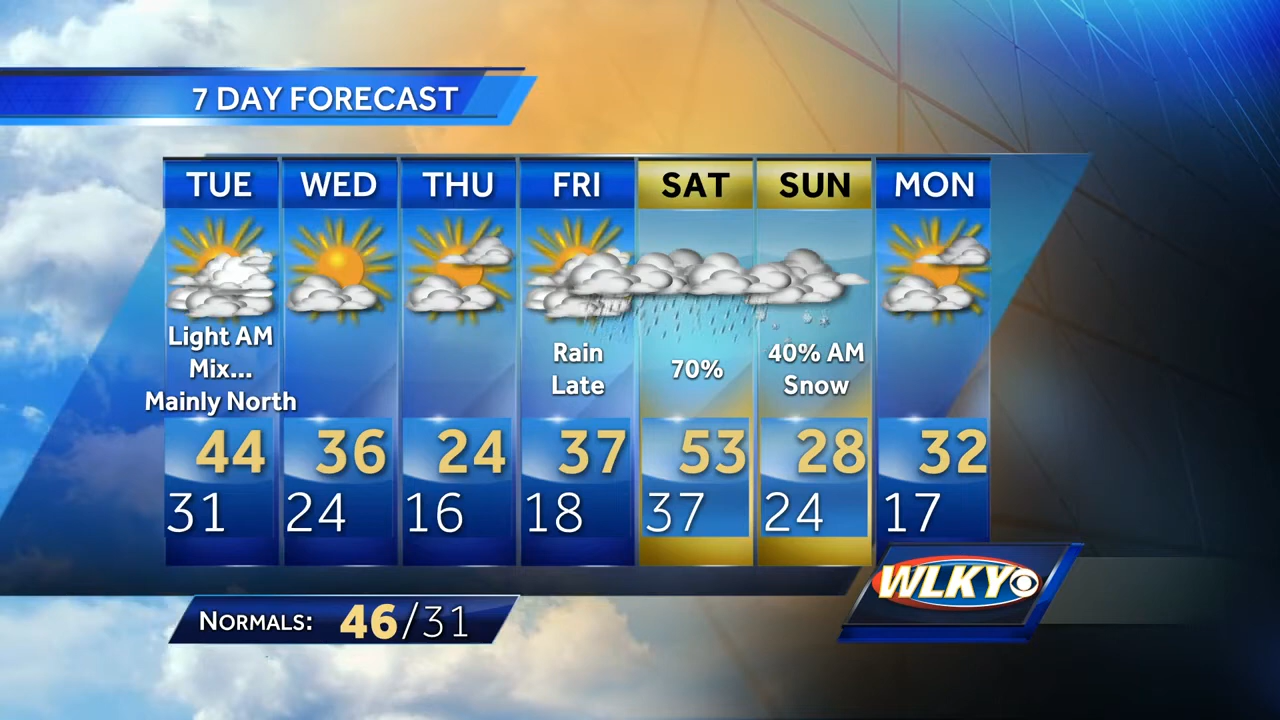 7 DAY FORECAST
TUE WED THU FRI SAT SUN MON
Light AM
Mix...
Mainly North
Rain
Late
70%
40% AM
Snow
44 36 24 37 53 28 32
31 24 16 18 37 24 17
NORMALS: 46/31
WLKY